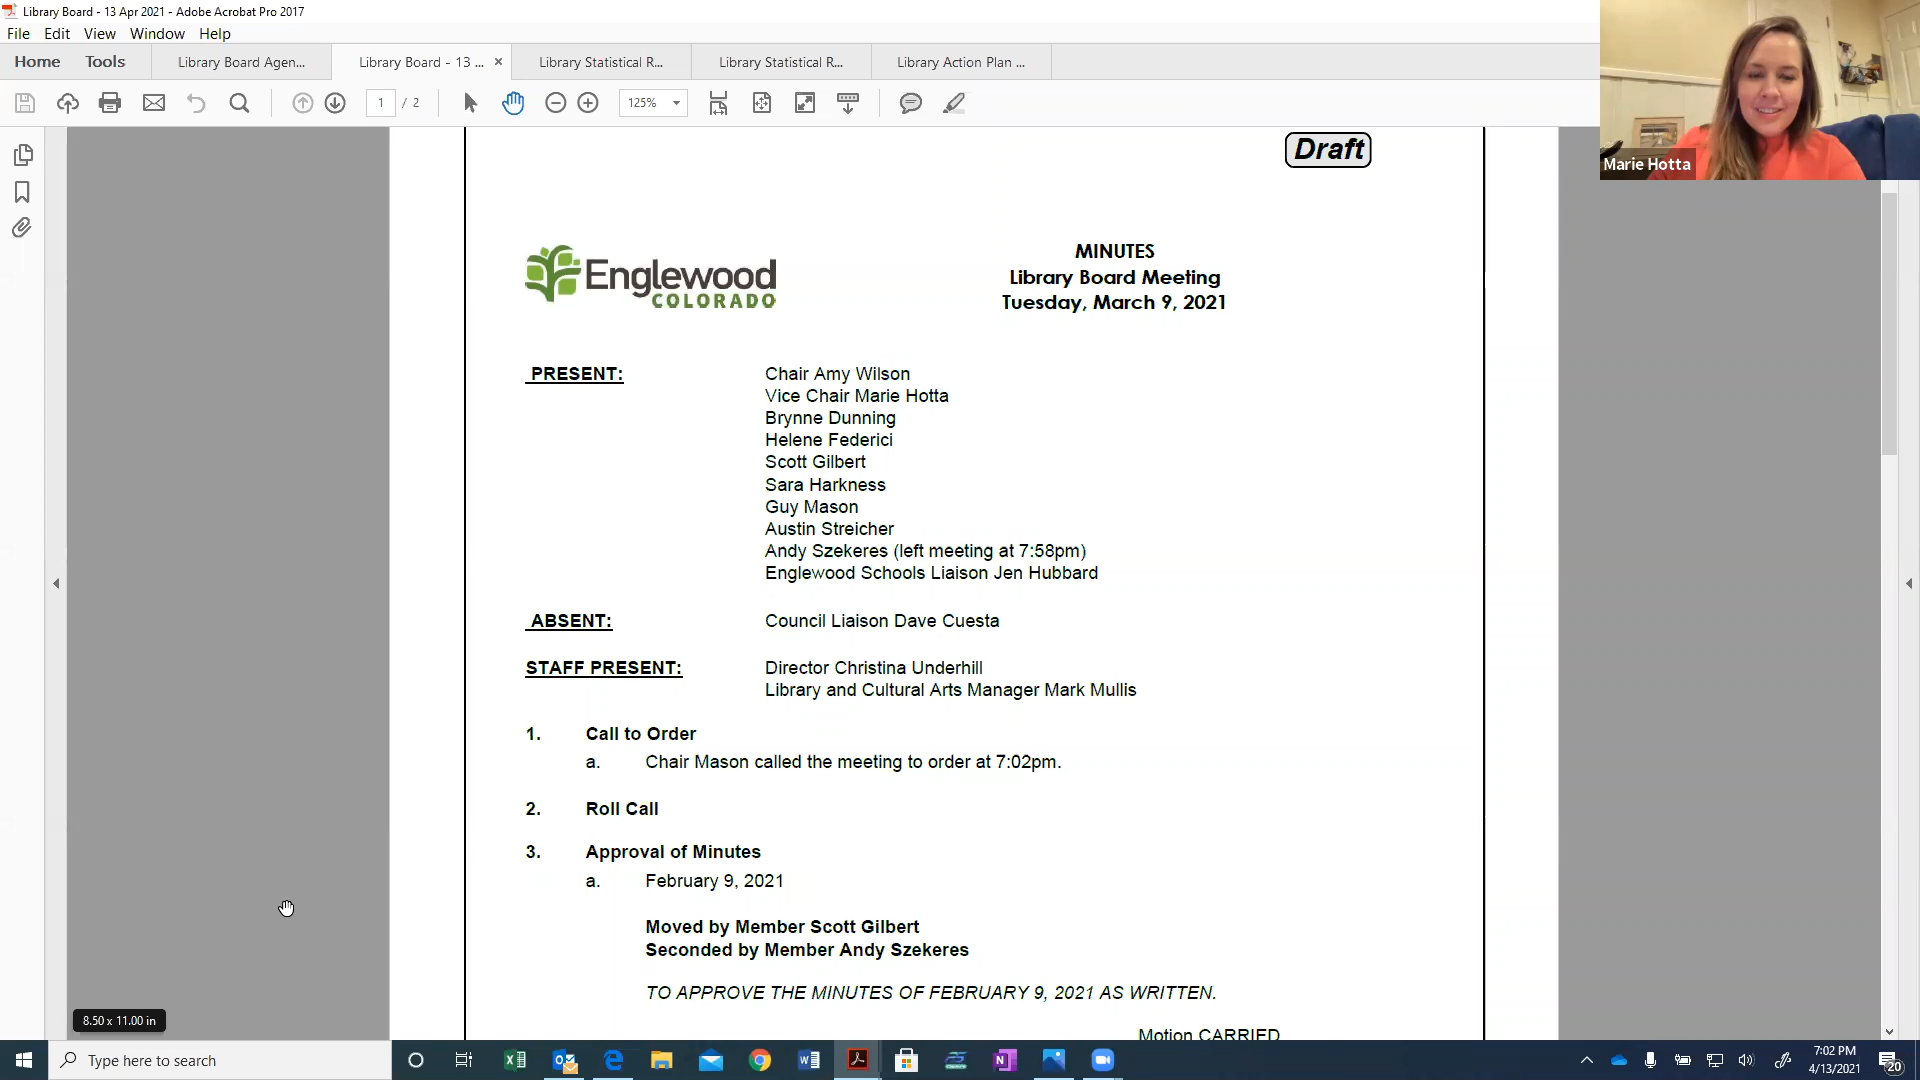 Library Board - 13 Apr 2021 - Adobe Acrobat Pro 2017
File Edit View Window Help
Home Tools Library Board Agen... Library Board - 13 ... × Library Statistical R... Library Statistical R... Library Action Plan ...
1 / 2 125%
Marie Hotta
Draft
Englewood
COLORADO
MINUTES
Library Board Meeting
Tuesday, March 9, 2021
PRESENT: Chair Amy Wilson
Vice Chair Marie Hotta
Brynne Dunning
Helene Federici
Scott Gilbert
Sara Harkness
Guy Mason
Austin Streicher
Andy Szekeres (left meeting at 7:58pm)
Englewood Schools Liaison Jen Hubbard
ABSENT: Council Liaison Dave Cuesta
STAFF PRESENT: Director Christina Underhill
Library and Cultural Arts Manager Mark Mullis
1. Call to Order
a. Chair Mason called the meeting to order at 7:02pm.
2. Roll Call
3. Approval of Minutes
a. February 9, 2021
Moved by Member Scott Gilbert
Seconded by Member Andy Szekeres
TO APPROVE THE MINUTES OF FEBRUARY 9, 2021 AS WRITTEN.
Motion CARRIED
8.50 x 11.00 in
Type here to search
7:02 PM
4/13/2021
20